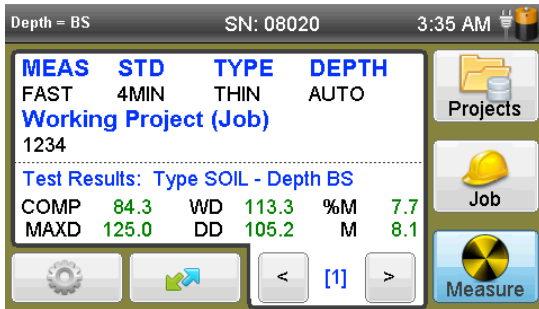 Depth = BS SN: 08020 3:35 AM
MEAS STD TYPE DEPTH
FAST 4MIN THIN AUTO
Working Project (Job)
1234
Test Results: Type SOIL - Depth BS
COMP 84.3 WD 113.3 %M 7.7
MAXD 125.0 DD 105.2 M 8.1
< [1] >
Projects
Job
Measure